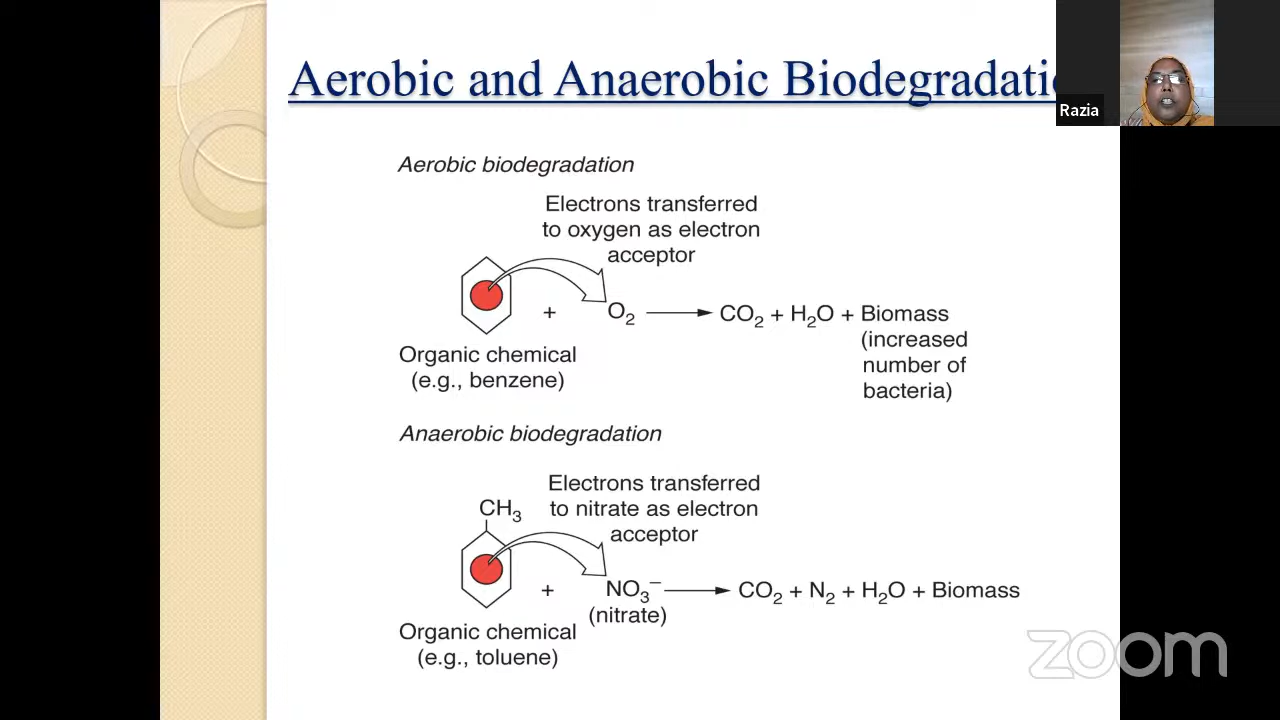 Aerobic and Anaerobic Biodegradati
Razia
Aerobic biodegradation
Electrons transferred
to oxygen as electron
acceptor
+ O₂ → CO₂ + H₂O + Biomass
(increased
number of
bacteria)
Organic chemical
(e.g., benzene)
Anaerobic biodegradation
Electrons transferred
to nitrate as electron
acceptor
CH₃
+ NO₃⁻ → CO₂ + N₂ + H₂O + Biomass
(nitrate)
Organic chemical
(e.g., toluene)
zoom